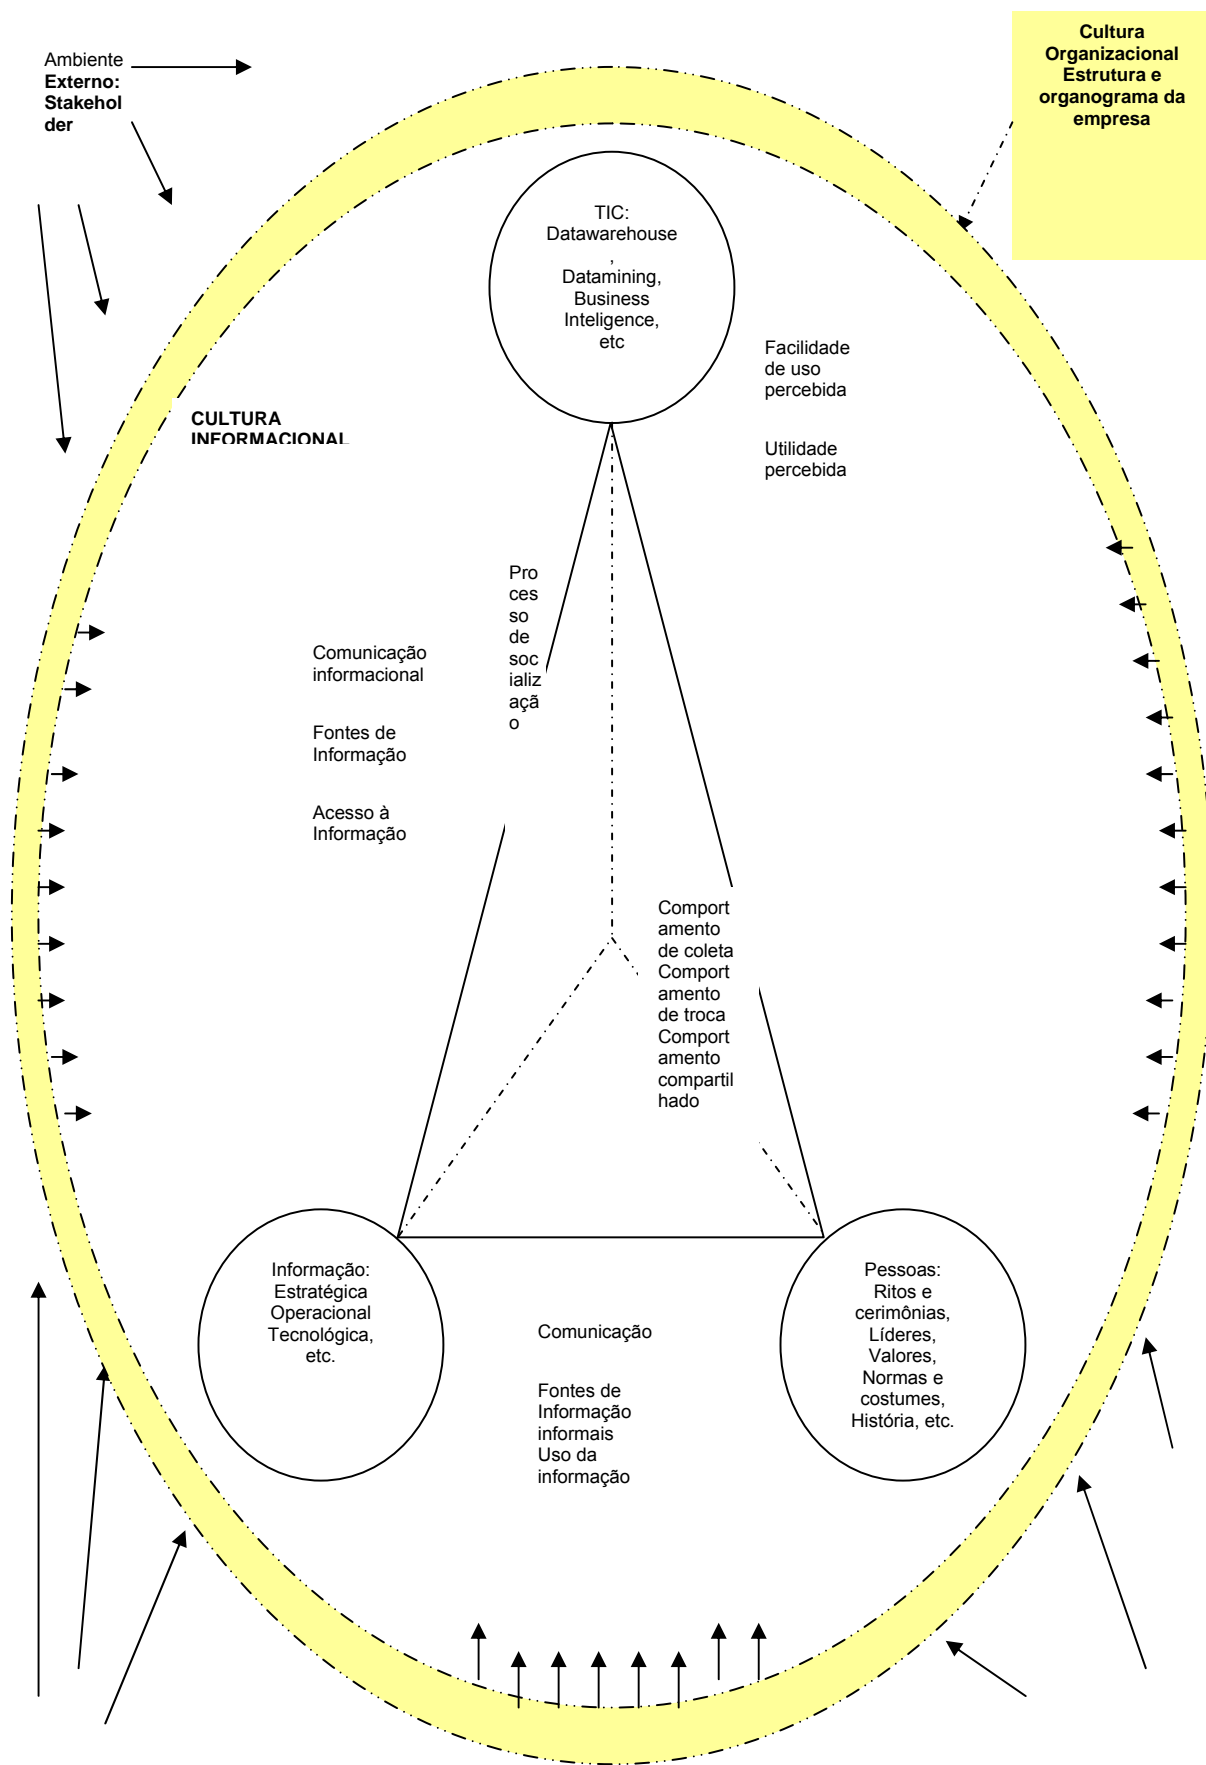 Ambiente
Externo:
Stakehol
der
Cultura
Organizacional
Estrutura e
organograma da
empresa
TIC:
Datawarehouse
,
Datamining,
Business
Inteligence,
etc
Facilidade
de uso
percebida
Utilidade
percebida
CULTURA
INFORMACIONAL
Pro
ces
so
de
soc
ializ
açã
o
Comunicação
informacional
Fontes de
Informação
Acesso à
Informação
Comport
amento
de coleta
Comport
amento
de troca
Comport
amento
compartil
hado
Informação:
Estratégica
Operacional
Tecnológica,
etc.
Comunicação
Fontes de
Informação
informais
Uso da
informação
Pessoas:
Ritos e
cerimônias,
Líderes,
Valores,
Normas e
costumes,
História, etc.